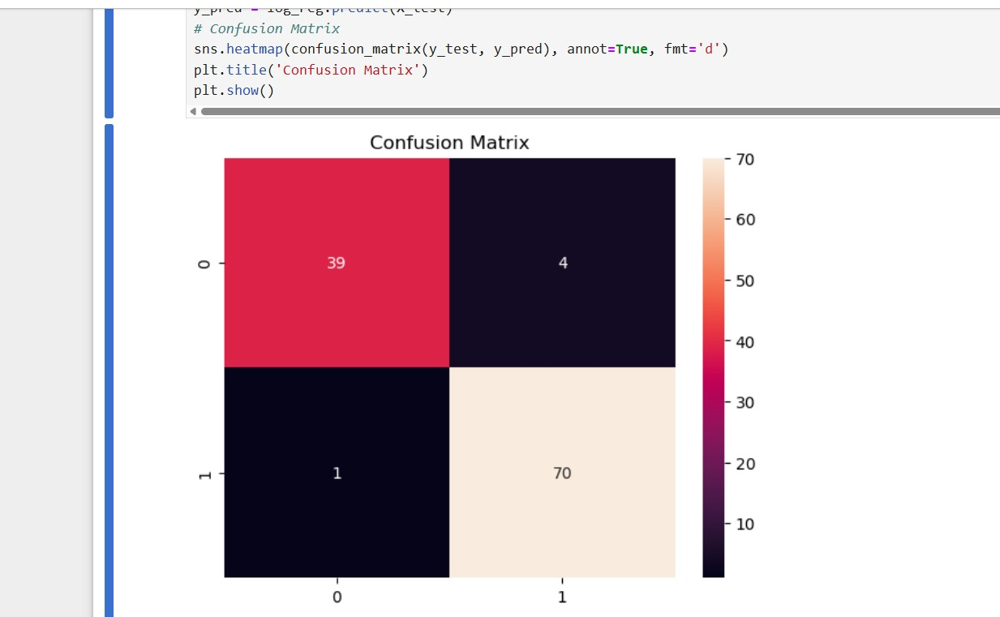 y_pred = log_reg.predict(x_test)
# Confusion Matrix
sns.heatmap(confusion_matrix(y_test, y_pred), annot=True, fmt='d')
plt.title('Confusion Matrix')
plt.show()
Confusion Matrix
70
60
50
40
30
20
10
0
39
4
1
1
70
0
1